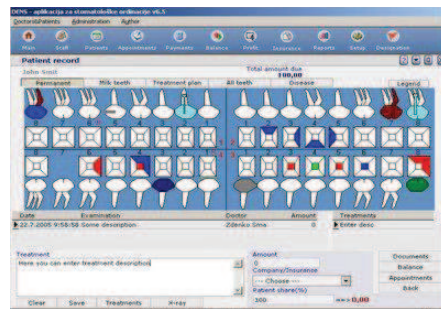 DENS - aplikacija za stomatološke ordinacije v6.5
Doctors&Patients Administration Author
Main Staff Patients Appointments Payments Balance Profit Insurance Reports Setup Designation
Patient record
John Smit
Total amount due
100,00
Permanent Milk teeth Treatment plan All teeth Disease Legend
Date Examination Doctor Amount Treatments
22.7.2005 9:58:58 Some description Zdenko Sma 0 Enter desc
Treatment
Here you can enter treatment description
Amount
0
Company/Insurance
--- Choose ---
Patient share(%)
100 ==> 0,00
Documents
Balance
Appointments
Back
Clear Save Treatments X-ray